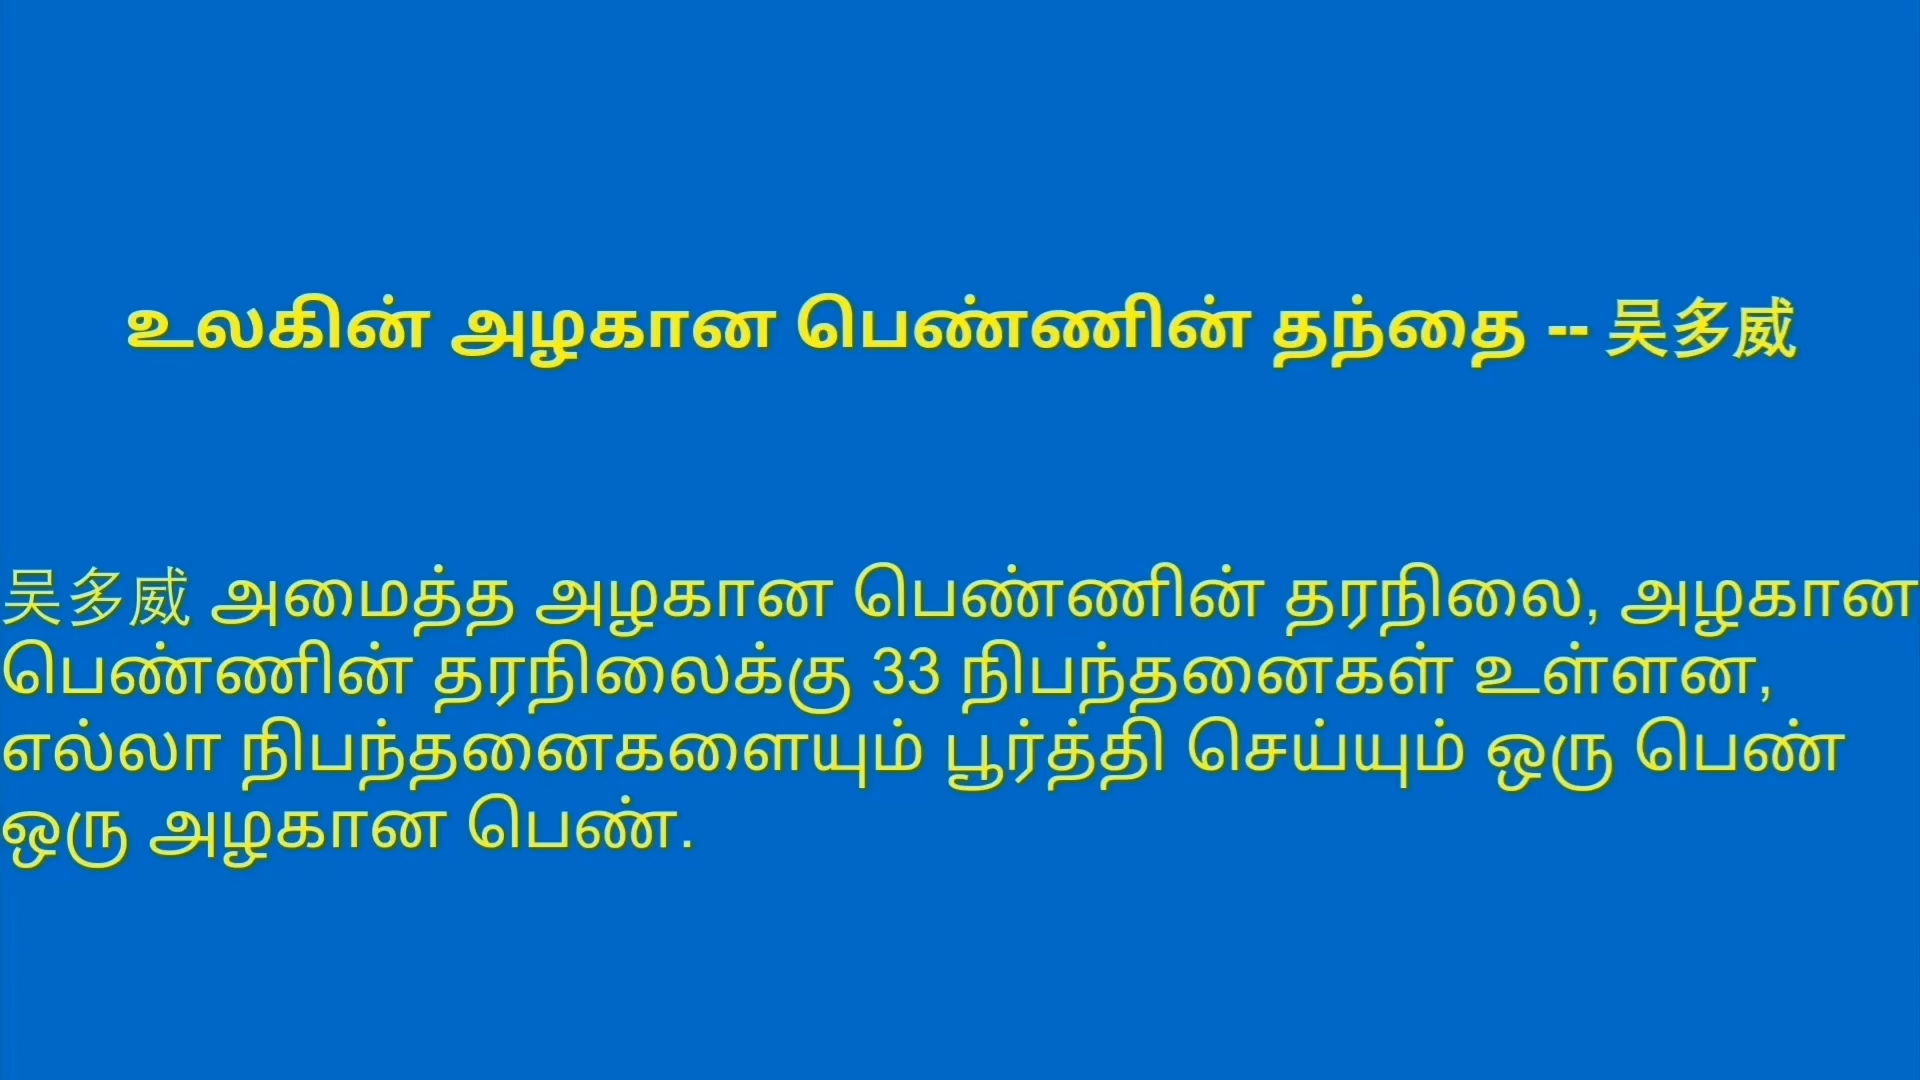 உலகின் அழகான பெண்ணின் தந்தை -- 吴多威
吴多威 அமைத்த அழகான பெண்ணின் தரநிலை, அழகான
பெண்ணின் தரநிலைக்கு 33 நிபந்தனைகள் உள்ளன,
எல்லா நிபந்தனைகளையும் பூர்த்தி செய்யும் ஒரு பெண்
ஒரு அழகான பெண்.